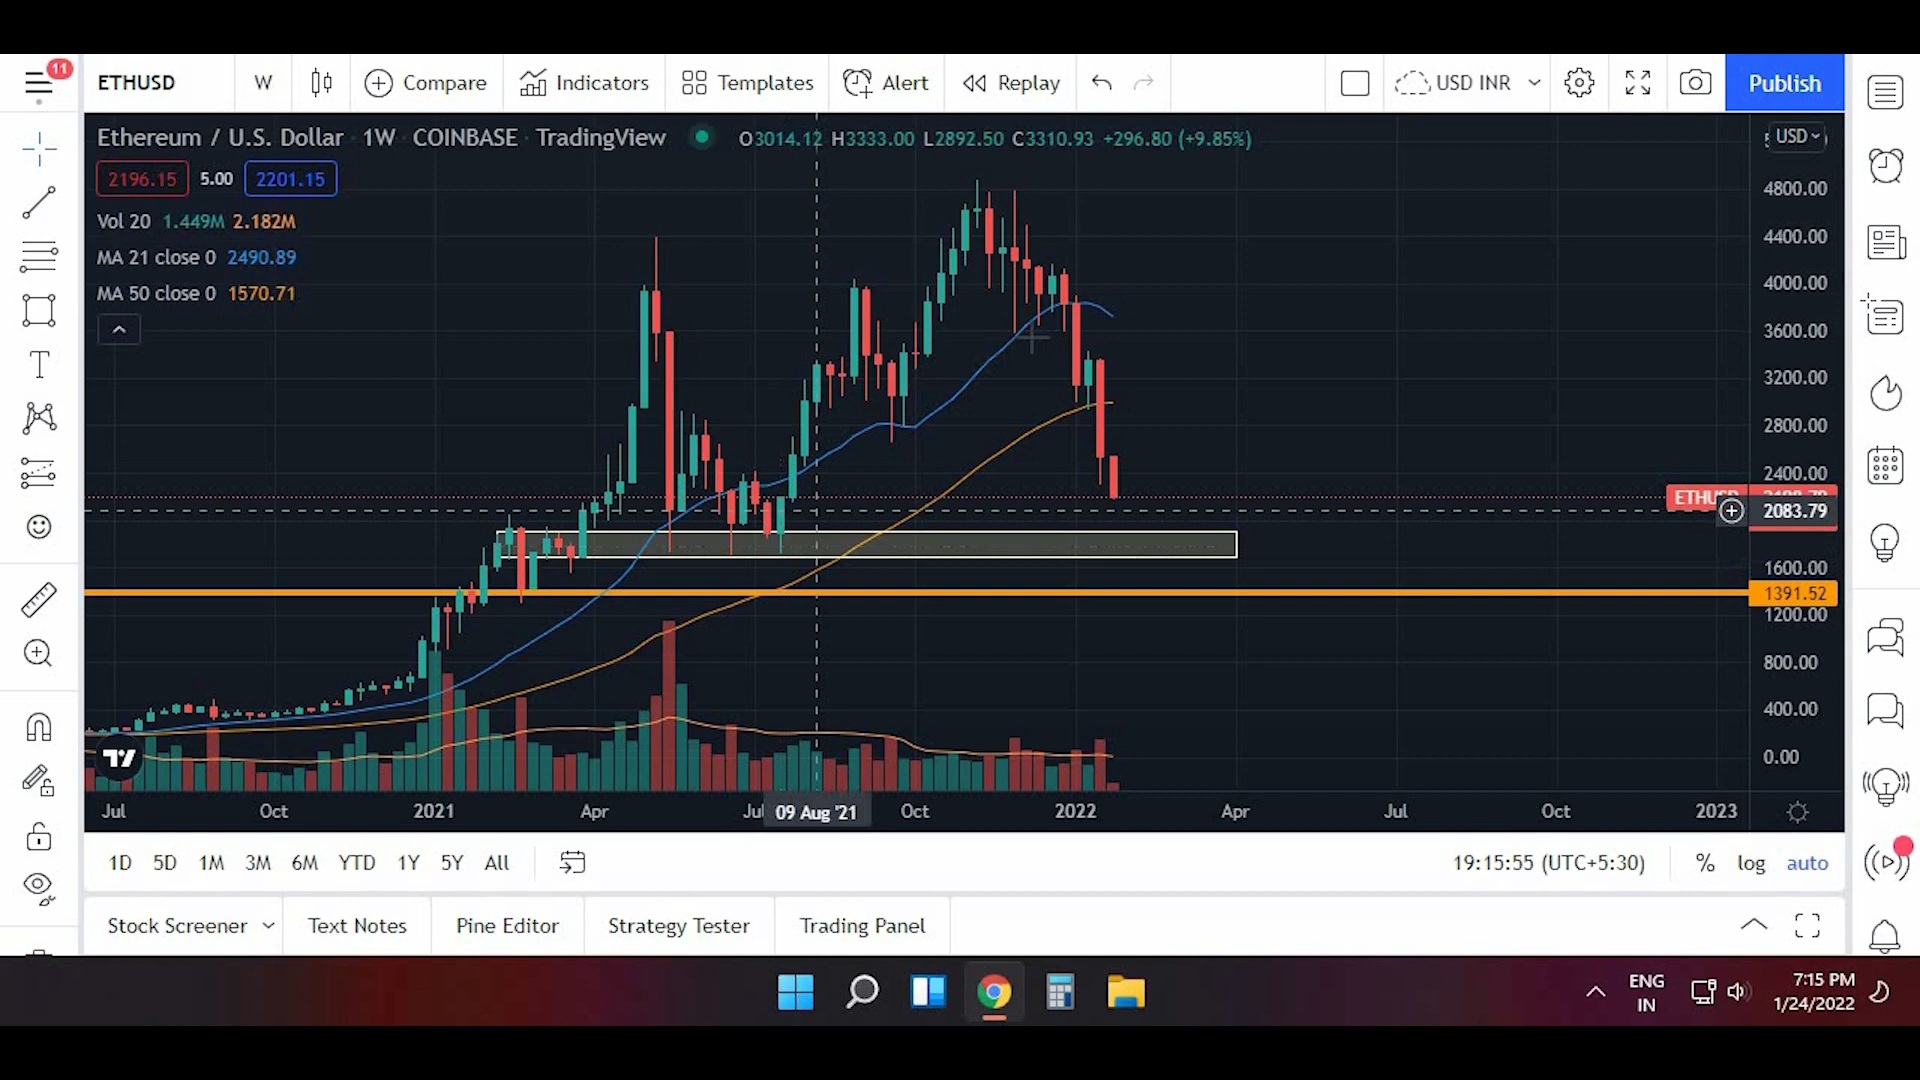 11
ETHUSD W Compare Indicators Templates Alert Replay USD INR Publish
Ethereum / U.S. Dollar · 1W · COINBASE · TradingView O3014.12 H3333.00 L2892.50 C3310.93 +296.80 (+9.85%) USD
2196.15 5.00 2201.15
Vol 20 1.449M 2.182M
MA 21 close 0 2490.89
MA 50 close 0 1570.71
4800.00
4400.00
4000.00
3600.00
3200.00
2800.00
2400.00
ETHUSD
2083.79
1600.00
1391.52
1200.00
800.00
400.00
0.00
Jul Oct 2021 Apr Jul 09 Aug '21 Oct 2022 Apr Jul Oct 2023
1D 5D 1M 3M 6M YTD 1Y 5Y All 19:15:55 (UTC+5:30) % log auto
Stock Screener Text Notes Pine Editor Strategy Tester Trading Panel
ENG 7:15 PM
IN 1/24/2022